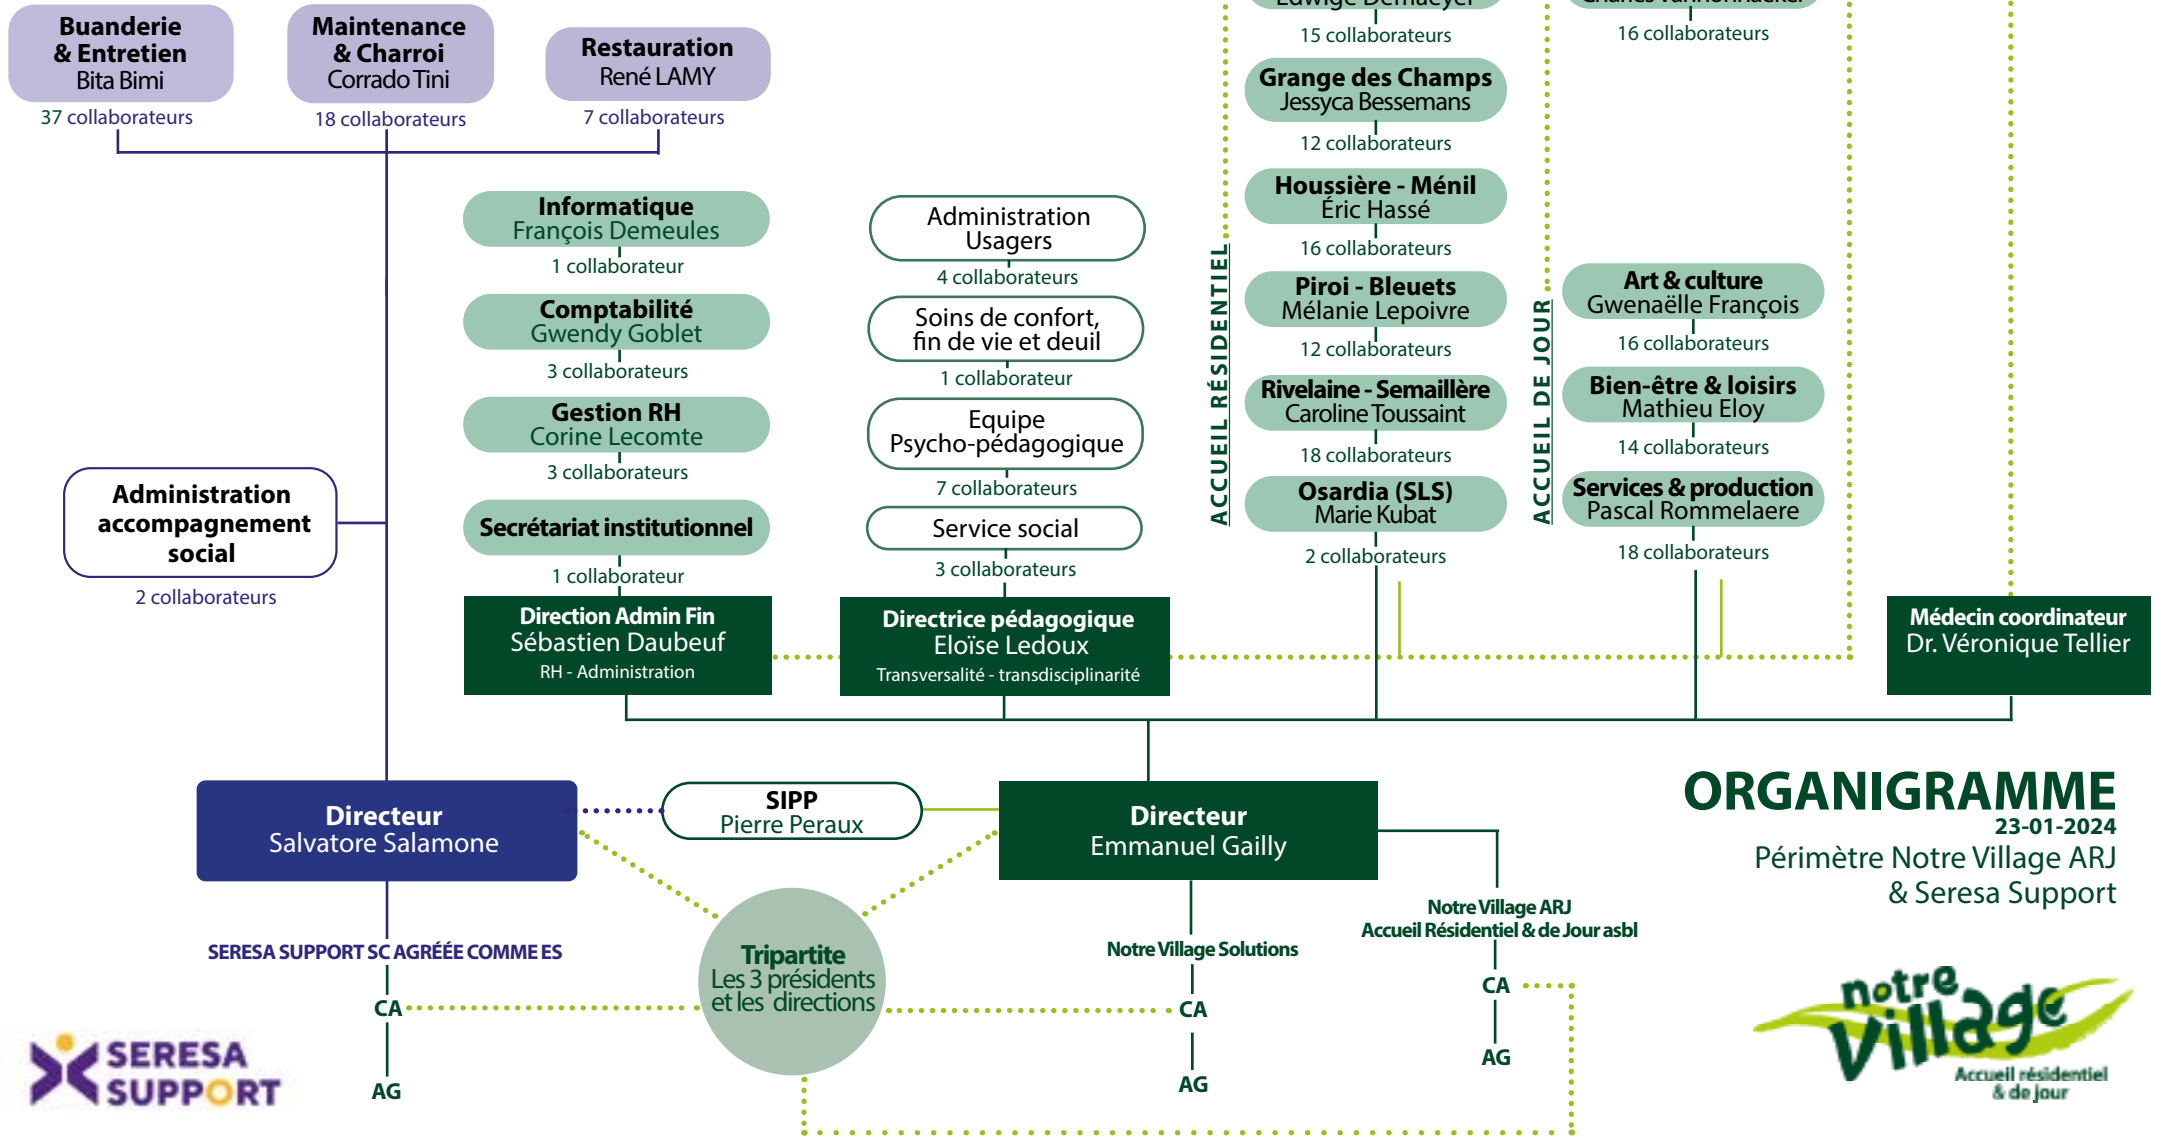 Buanderie
& Entretien
Bita Bimi
37 collaborateurs
Maintenance
& Charroi
Corrado Tini
18 collaborateurs
Restauration
René LAMY
7 collaborateurs
Administration
accompagnement
social
2 collaborateurs
Informatique
François Demeules
1 collaborateur
Comptabilité
Gwendy Goblet
3 collaborateurs
Gestion RH
Corine Lecomte
3 collaborateurs
Secrétariat institutionnel
1 collaborateur
Direction Admin Fin
Sébastien Daubeuf
RH - Administration
Administration
Usagers
4 collaborateurs
Soins de confort,
fin de vie et deuil
1 collaborateur
Equipe
Psycho-pédagogique
7 collaborateurs
Service social
3 collaborateurs
Directrice pédagogique
Eloïse Ledoux
Transversalité - transdisciplinarité
ACCUEIL RÉSIDENTIEL
Edwige Demaeyer
15 collaborateurs
Grange des Champs
Jessyca Bessemans
12 collaborateurs
Houssière - Ménil
Éric Hassé
16 collaborateurs
Piroi - Bleuets
Mélanie Lepoivre
12 collaborateurs
Rivelaine - Semaillère
Caroline Toussaint
18 collaborateurs
Osardia (SLS)
Marie Kubat
2 collaborateurs
ACCUEIL DE JOUR
16 collaborateurs
Art & culture
Gwenaëlle François
16 collaborateurs
Bien-être & loisirs
Mathieu Eloy
14 collaborateurs
Services & production
Pascal Rommelaere
18 collaborateurs
Médecin coordinateur
Dr. Véronique Tellier
Directeur
Salvatore Salamone
SIPP
Pierre Peraux
Directeur
Emmanuel Gailly
ORGANIGRAMME
23-01-2024
Périmètre Notre Village ARJ
& Seresa Support
SERESA SUPPORT SC AGRÉÉE COMME ES
CA
AG
Tripartite
Les 3 présidents
et les directions
Notre Village Solutions
CA
AG
Notre Village ARJ
Accueil Résidentiel & de Jour asbl
CA
AG
SERESA
SUPPORT
notre
Village
Accueil résidentiel
& de jour